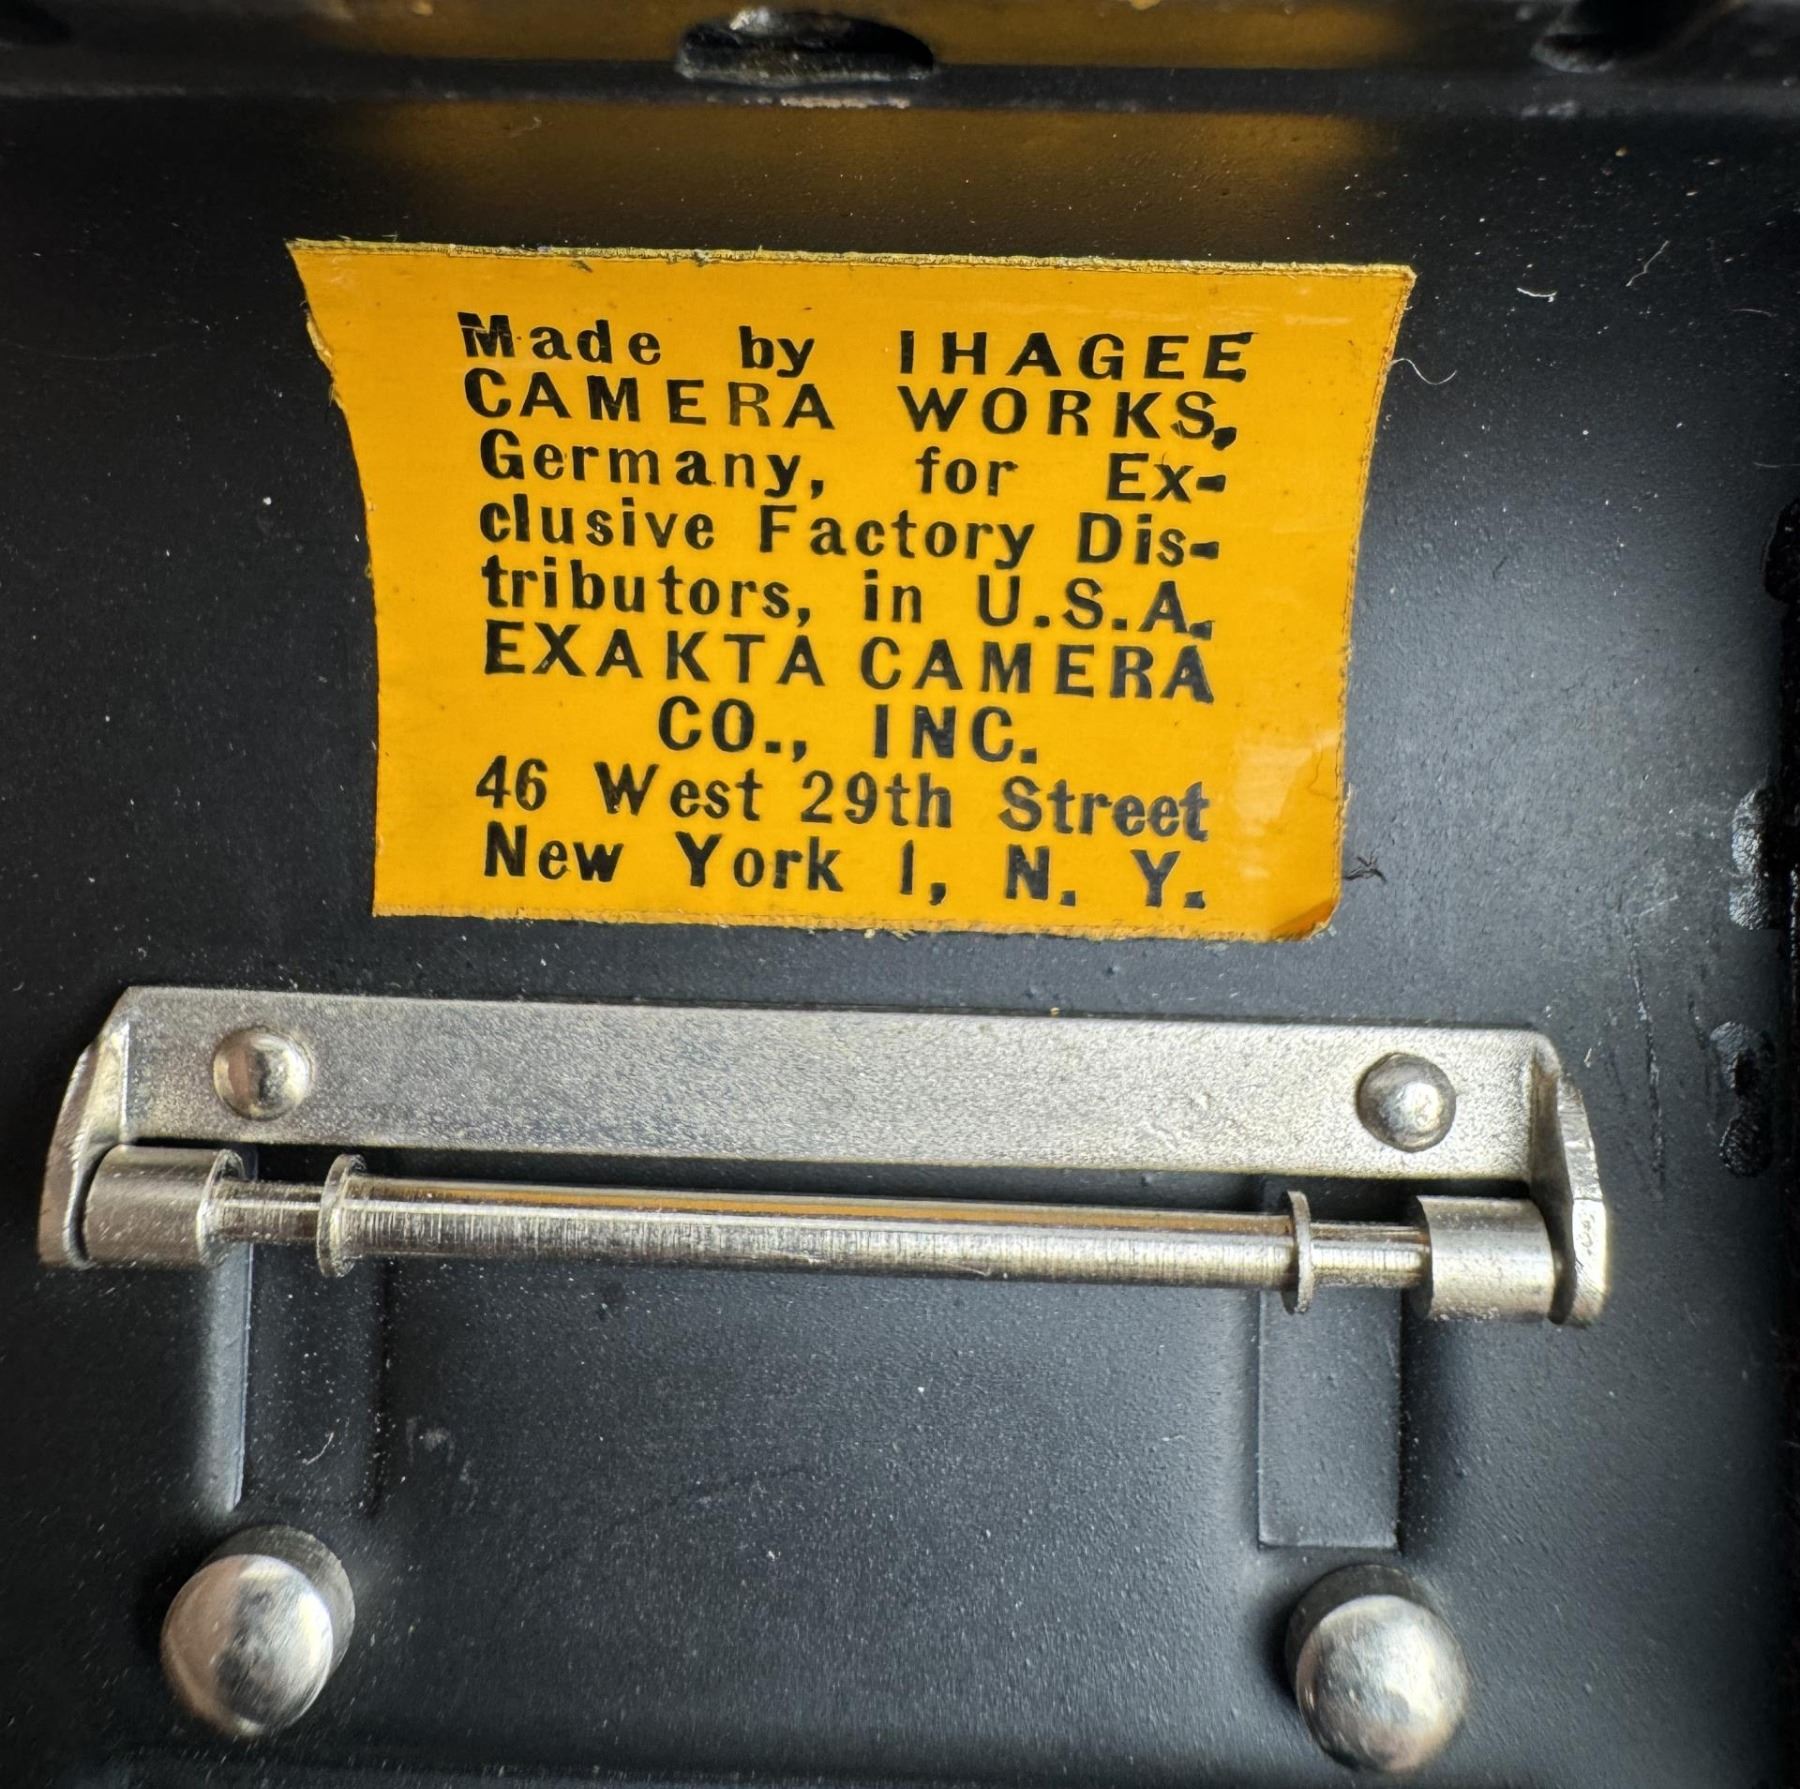 Made by IHAGEE
CAMERA WORKS,
Germany, for Ex-
clusive Factory Dis-
tributors, in U.S.A.
EXAKTA CAMERA
CO., INC.
46 West 29th Street
New York 1, N. Y.